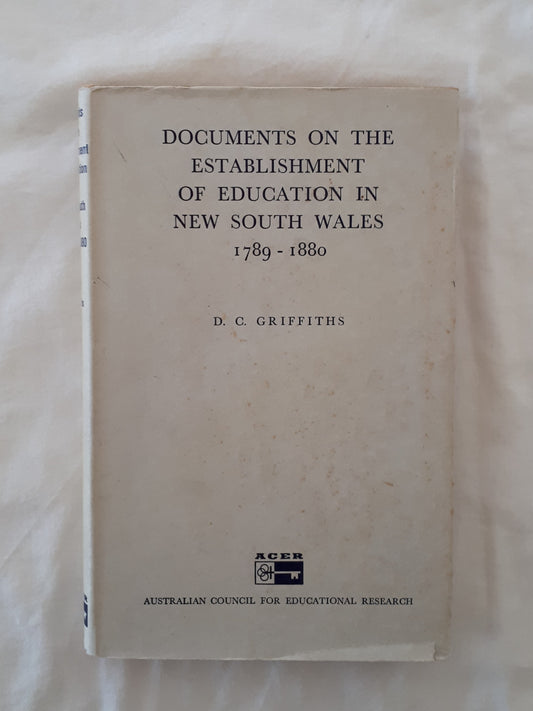 DOCUMENTS ON THE
ESTABLISHMENT
OF EDUCATION IN
NEW SOUTH WALES
1789 - 1880
D. C. GRIFFITHS
ACER
AUSTRALIAN COUNCIL FOR EDUCATIONAL RESEARCH